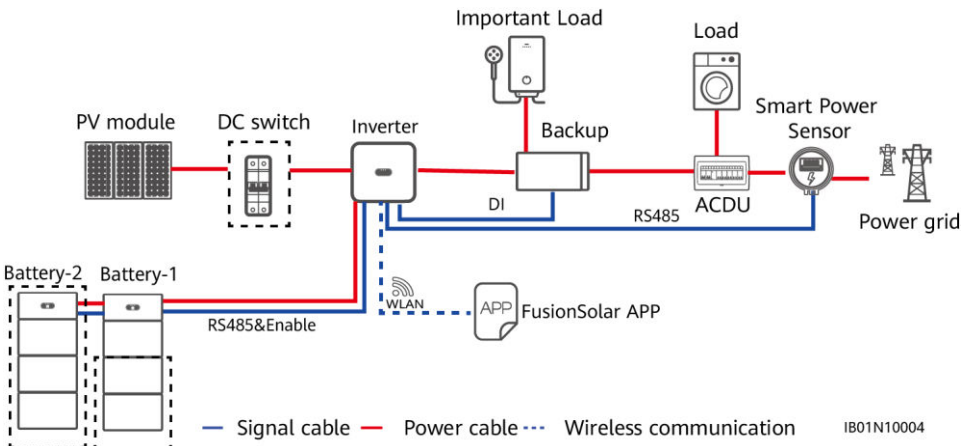 Important Load
Load
PV module
DC switch
Inverter
Backup
Smart Power
Sensor
DI
RS485
ACDU
Power grid
Battery-2
Battery-1
WLAN
APP
FusionSolar APP
RS485&Enable
Signal cable
Power cable
Wireless communication
IB01N10004